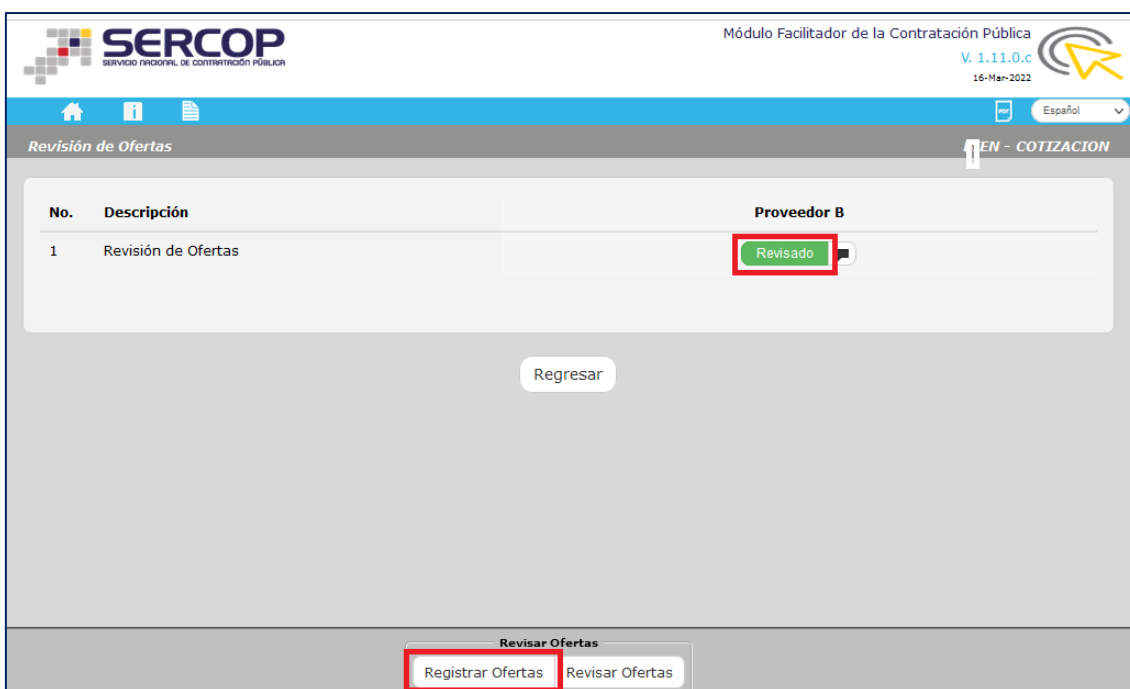 SERCOP
SERVICIO NACIONAL DE CONTRATACIÓN PÚBLICA
Módulo Facilitador de la Contratación Pública
V. 1.11.0.c
16-Mar-2022
PDF
Español
Revisión de Ofertas
EN - COTIZACION
No. Descripción Proveedor B
1 Revisión de Ofertas Revisado
Regresar
Revisar Ofertas
Registrar Ofertas Revisar Ofertas